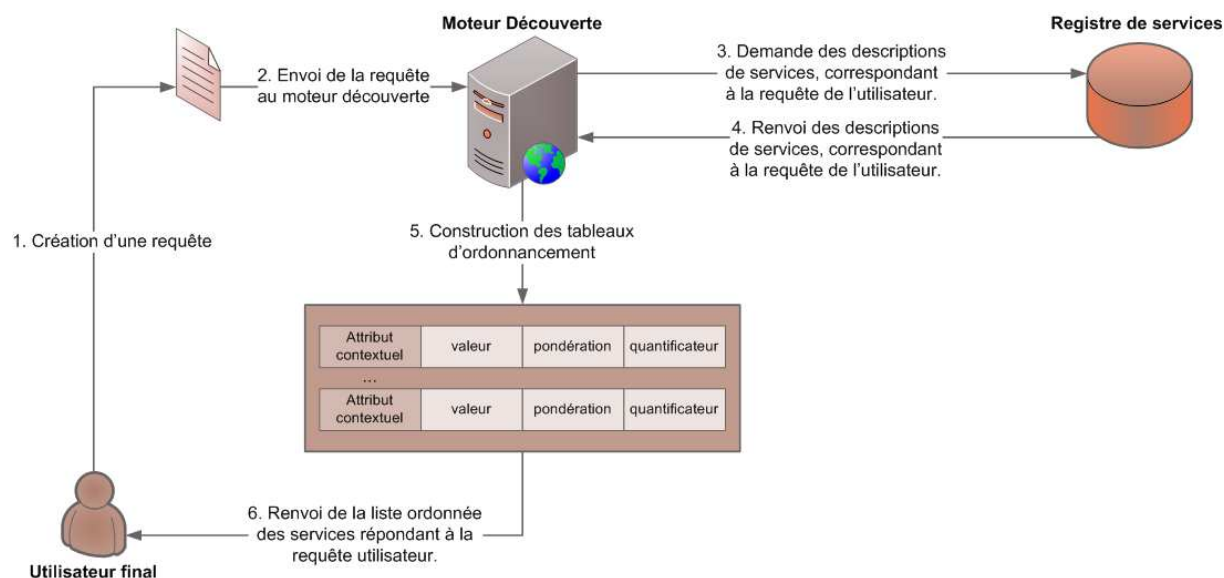 Moteur Découverte
Registre de services
3. Demande des descriptions
de services, correspondant
à la requête de l'utilisateur.
2. Envoi de la requête
au moteur découverte
4. Renvoi des descriptions
de services, correspondant
à la requête de l'utilisateur.
1. Création d'une requête
5. Construction des tableaux
d'ordonnancement
Attribut
contextuel
valeur
pondération
quantificateur
...
Attribut
contextuel
valeur
pondération
quantificateur
6. Renvoi de la liste ordonnée
des services répondant à la
requête utilisateur.
Utilisateur final